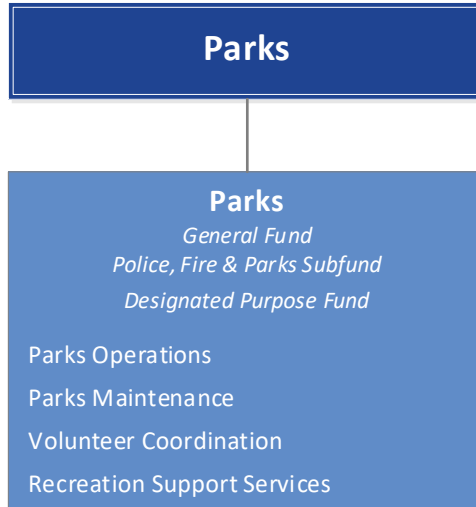 Parks
Parks
General Fund
Police, Fire & Parks Subfund
Designated Purpose Fund
Parks Operations
Parks Maintenance
Volunteer Coordination
Recreation Support Services